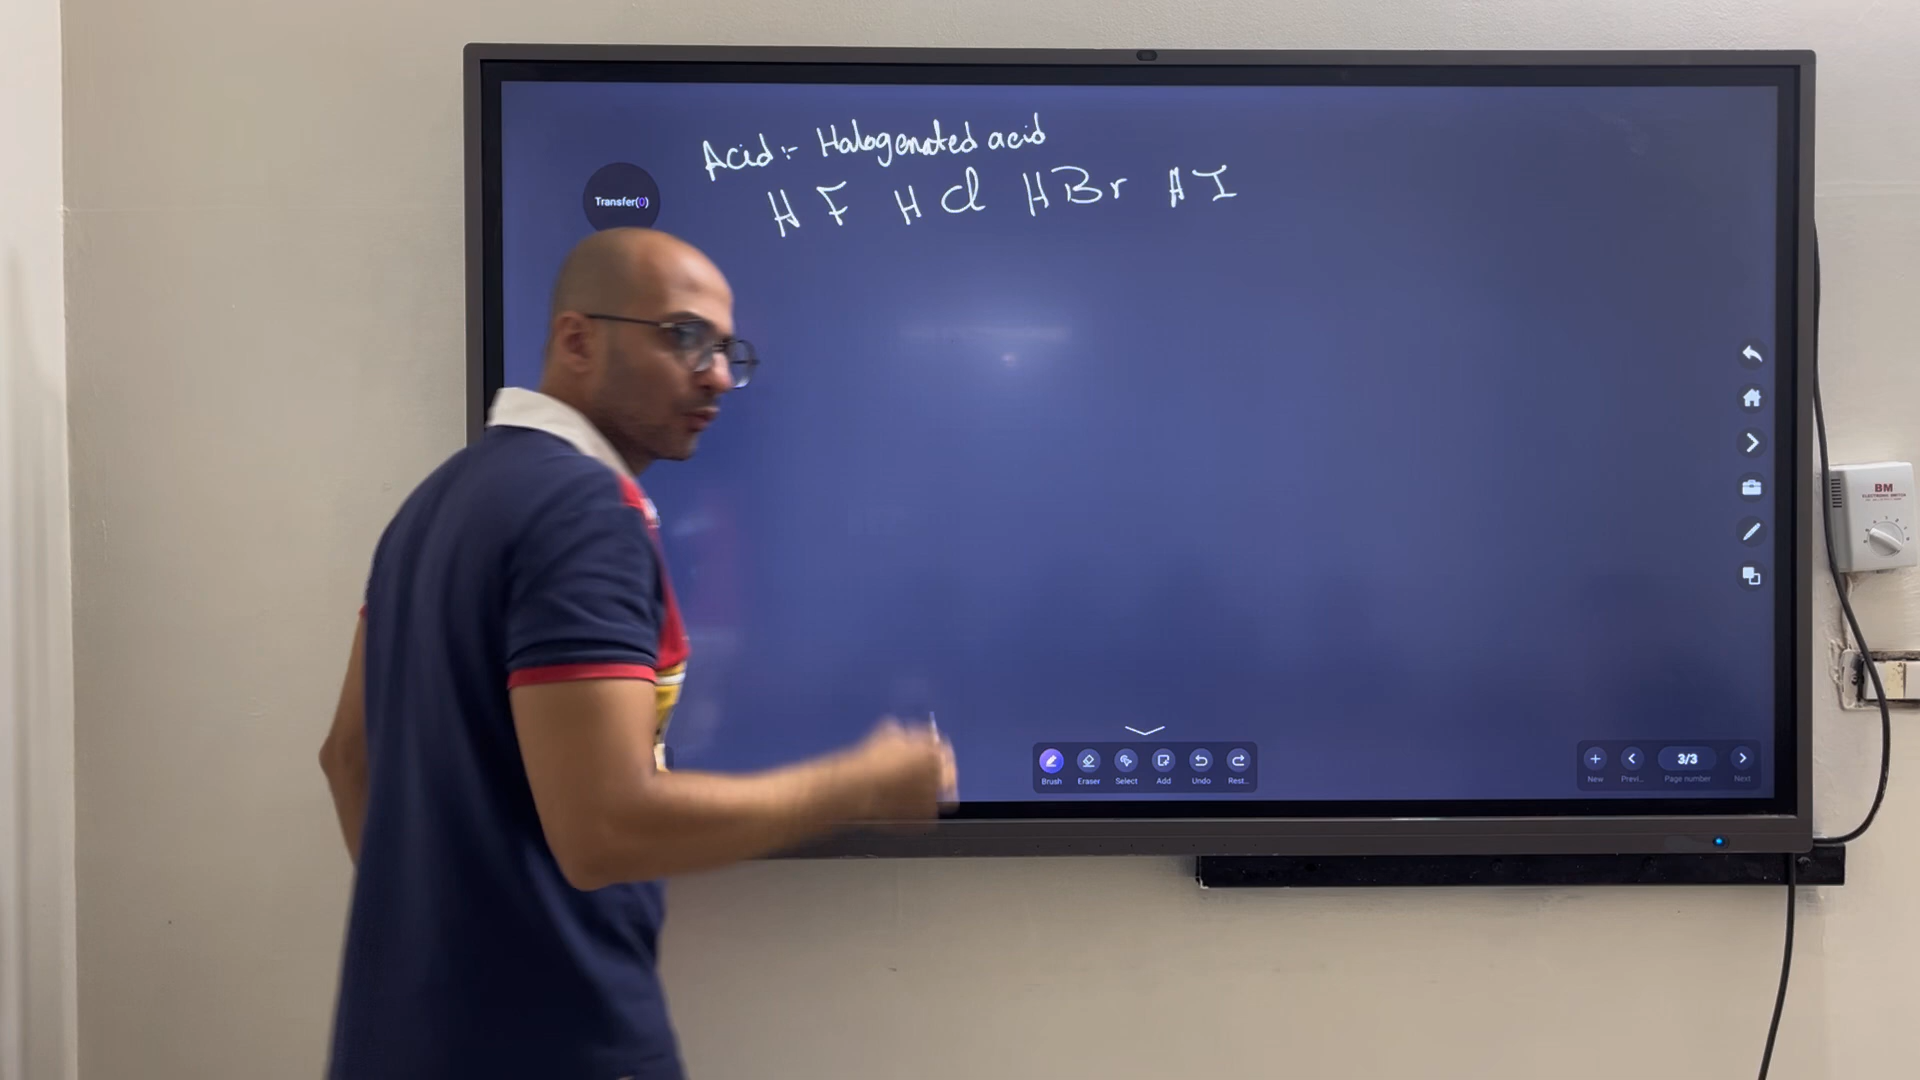 Acid:- Halogenated acid
Transfer(0)
H F H Cl H Br H I
BM
Brush Eraser Select Add Undo Rest...
New Previ... 3/3 Next
Page number